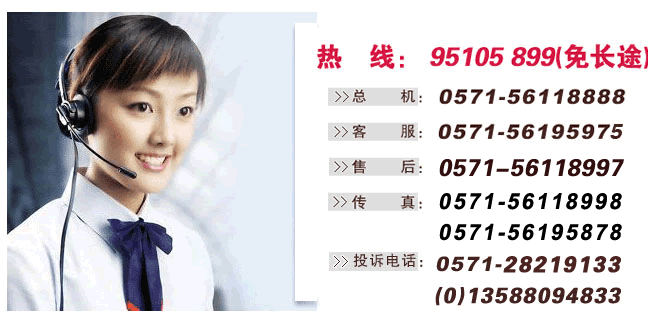 热 线： 95105 899(免长途)
>>总 机： 0571-56118888
>>客 服： 0571-56195975
>>售 后： 0571-56118997
>>传 真： 0571-56118998
0571-56195878
>>投诉电话： 0571-28219133
(0)13588094833